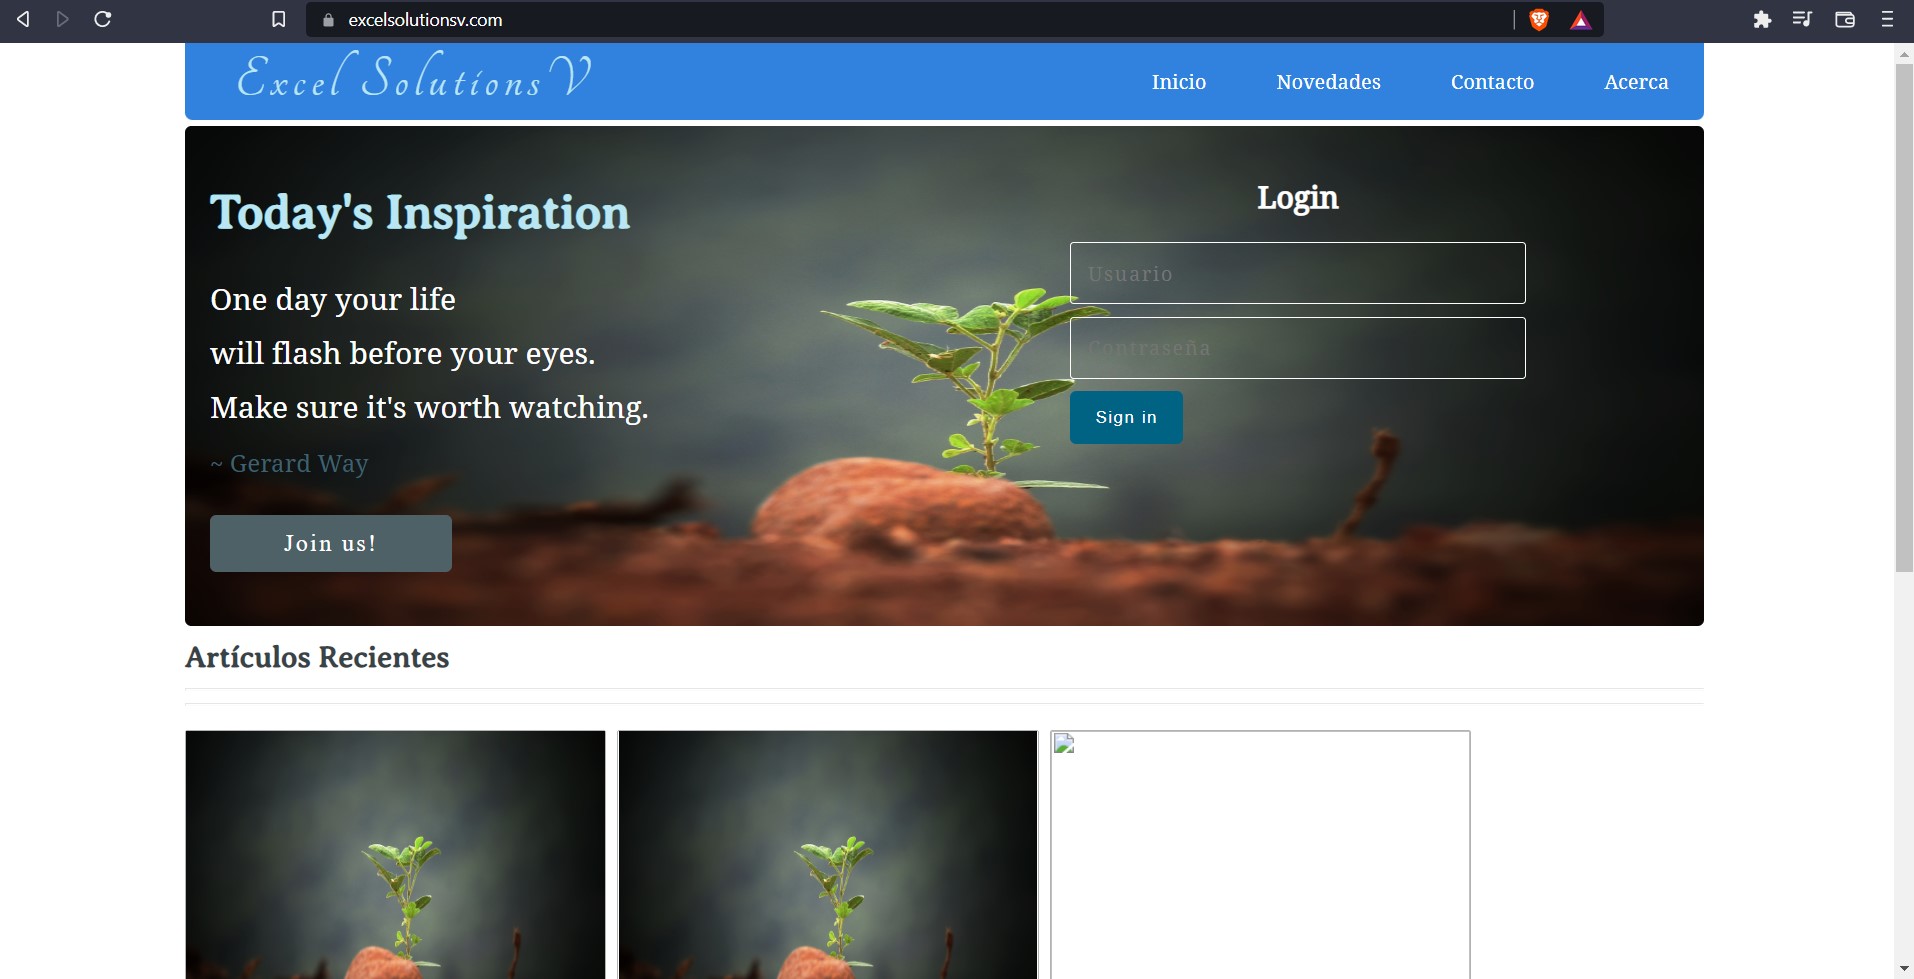 excelsolutionsv.com
Excel SolutionsV
Inicio Novedades Contacto Acerca
Today's Inspiration
One day your life
will flash before your eyes.
Make sure it's worth watching.
~ Gerard Way
Join us!
Login
Usuario
Contraseña
Sign in
Artículos Recientes